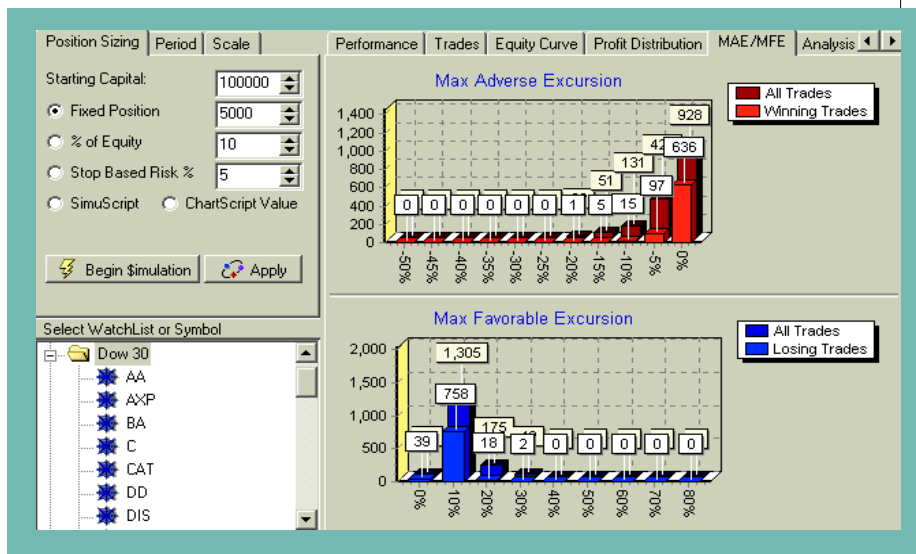 Position Sizing Period Scale
Starting Capital: 100000
Fixed Position 5000
% of Equity 10
Stop Based Risk % 5
SimuScript ChartScript Value
Begin $imulation Apply
Select WatchList or Symbol
Dow 30
AA
AXP
BA
C
CAT
DD
DIS
Performance Trades Equity Curve Profit Distribution MAE/MFE Analysis
Max Adverse Excursion
All Trades
Winning Trades
1,400
1,200
1,000
800
600
400
200
0
928
636
131
97
51
0 0 0 0 0 0 0 1 5 15
-50% -45% -40% -35% -30% -25% -20% -15% -10% -5% 0%
Max Favorable Excursion
All Trades
Losing Trades
2,000
1,500
1,000
500
0
1,305
758
175
39 18 2 0 0 0 0 0
0% 10% 20% 30% 40% 50% 60% 70% 80%